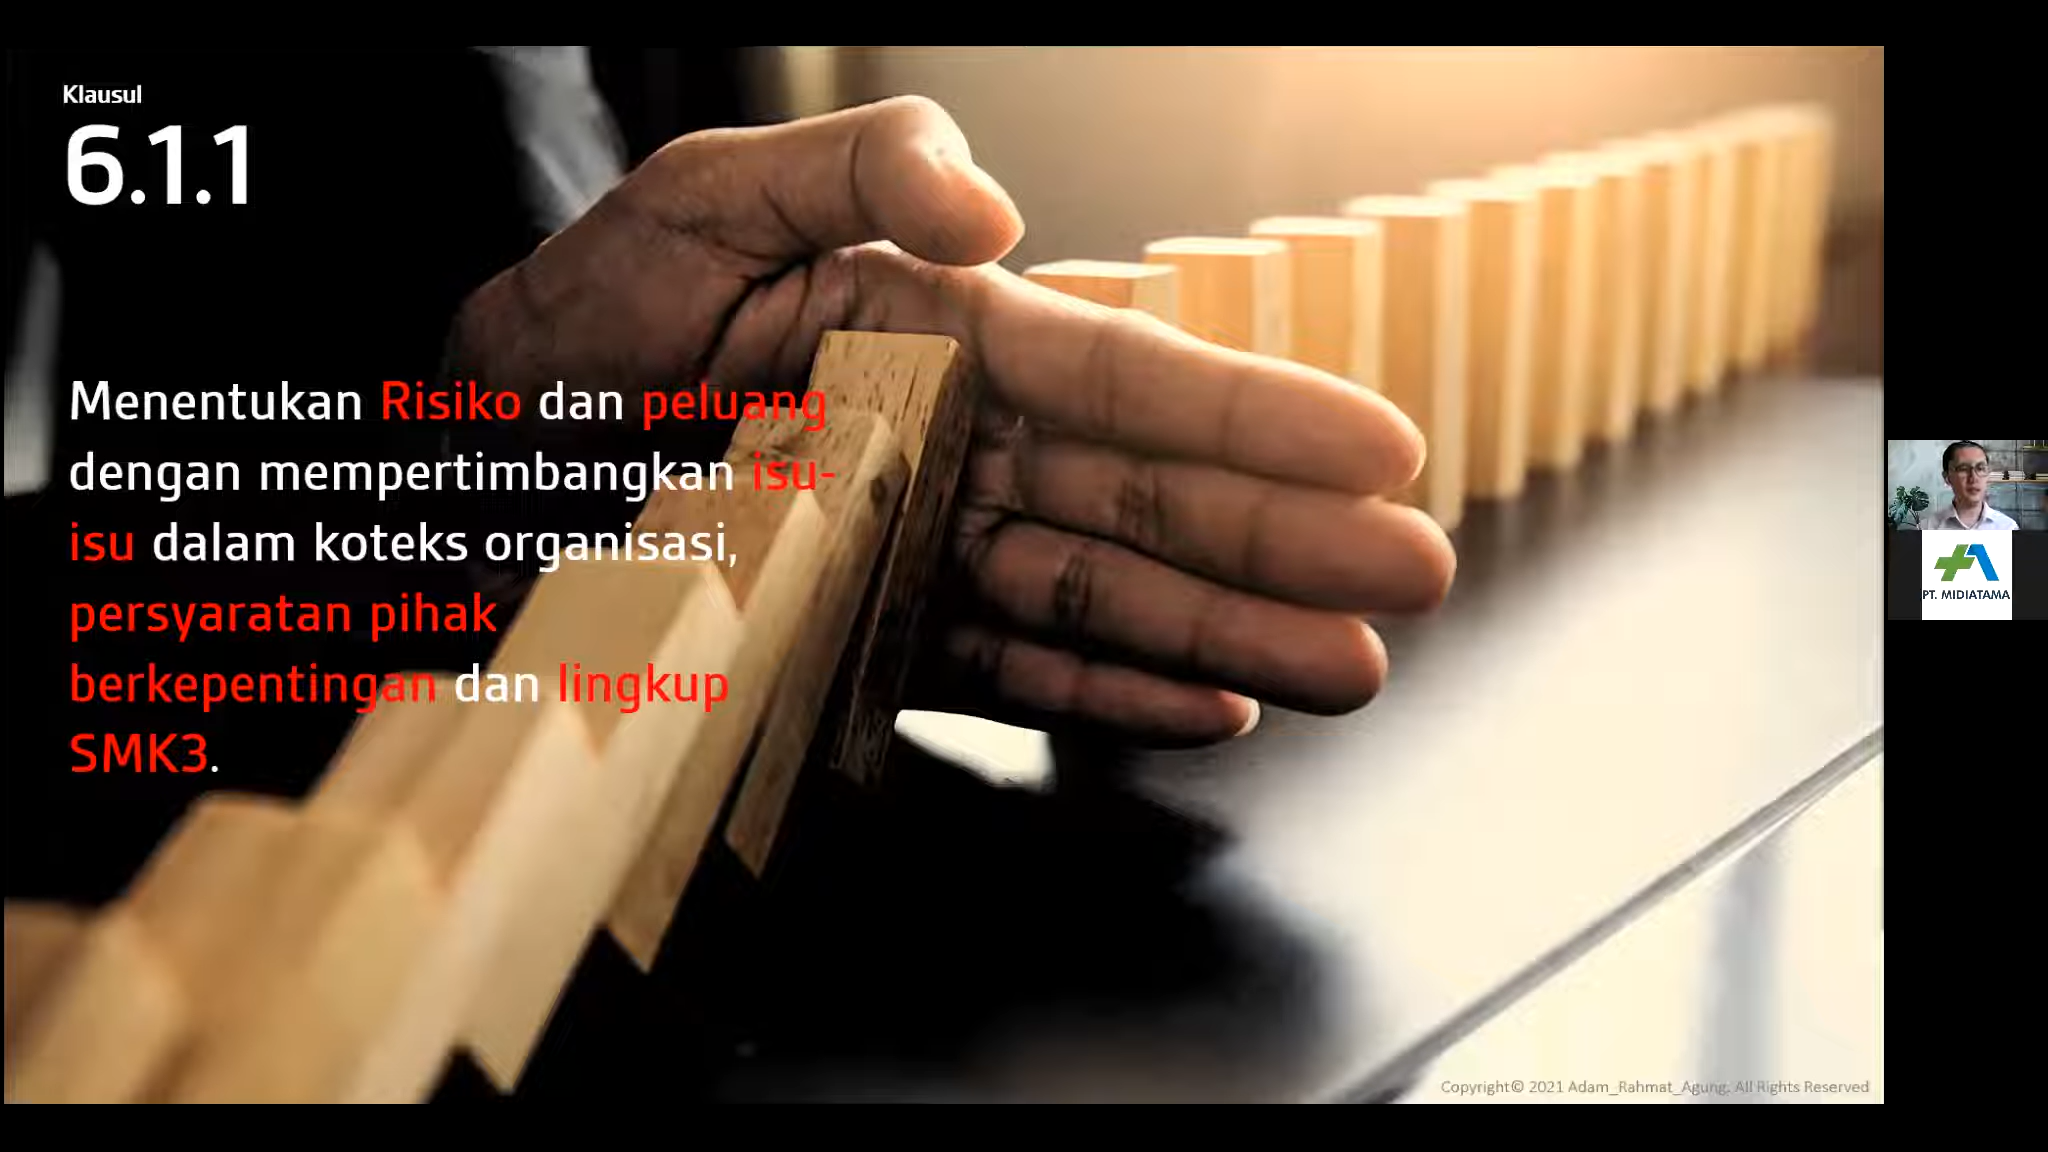 Klausul
6.1.1
Menentukan Risiko dan peluang
dengan mempertimbangkan isu-
isu dalam koteks organisasi,
persyaratan pihak
berkepentingan dan lingkup
SMK3.
PT. MIDIATAMA
Copyright© 2021 Adam_Rahmat_Agung. All Rights Reserved